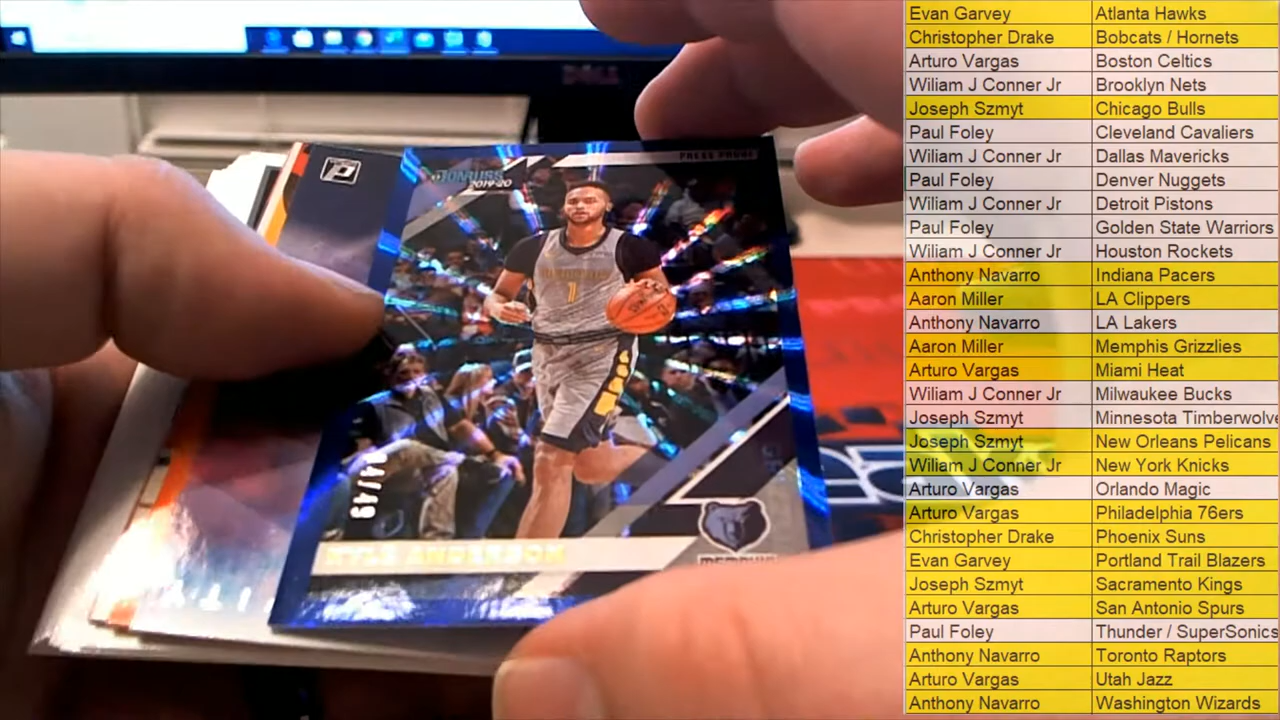 DELL
PRESS PROOF
DONRUSS
2019-20
1
SPALDING
41/49
KYLE ANDERSON
MEMPHIS
Evan Garvey Atlanta Hawks
Christopher Drake Bobcats / Hornets
Arturo Vargas Boston Celtics
Wiliam J Conner Jr Brooklyn Nets
Joseph Szmyt Chicago Bulls
Paul Foley Cleveland Cavaliers
Wiliam J Conner Jr Dallas Mavericks
Paul Foley Denver Nuggets
Wiliam J Conner Jr Detroit Pistons
Paul Foley Golden State Warriors
Wiliam J Conner Jr Houston Rockets
Anthony Navarro Indiana Pacers
Aaron Miller LA Clippers
Anthony Navarro LA Lakers
Aaron Miller Memphis Grizzlies
Arturo Vargas Miami Heat
Wiliam J Conner Jr Milwaukee Bucks
Joseph Szmyt Minnesota Timberwolve
Joseph Szmyt New Orleans Pelicans
Wiliam J Conner Jr New York Knicks
Arturo Vargas Orlando Magic
Arturo Vargas Philadelphia 76ers
Christopher Drake Phoenix Suns
Evan Garvey Portland Trail Blazers
Joseph Szmyt Sacramento Kings
Arturo Vargas San Antonio Spurs
Paul Foley Thunder / SuperSonics
Anthony Navarro Toronto Raptors
Arturo Vargas Utah Jazz
Anthony Navarro Washington Wizards